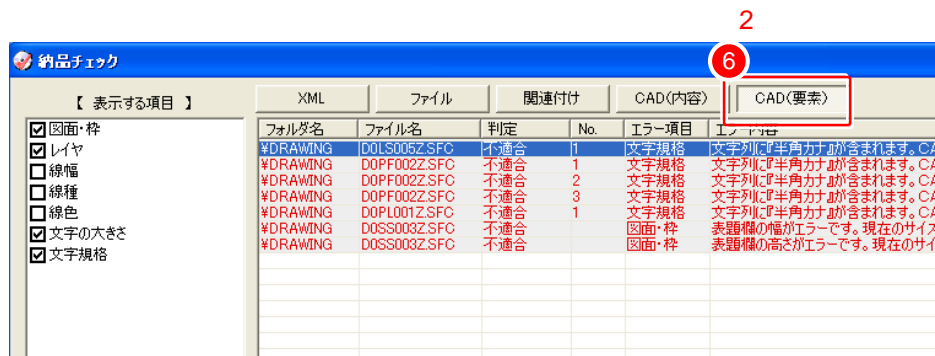 2
納品チェック
6
【 表示する項目 】
XML ファイル 関連付け CAD(内容) CAD(要素)
図面・枠
レイヤ
線幅
線種
線色
文字の大きさ
文字規格
フォルダ名 ファイル名 判定 No. エラー項目 エラー内容
¥DRAWING D0LS005Z.SFC 不適合 1 文字規格 文字列に『半角カナ』が含まれます。CA
¥DRAWING D0PF002Z.SFC 不適合 1 文字規格 文字列に『半角カナ』が含まれます。CA
¥DRAWING D0PF002Z.SFC 不適合 2 文字規格 文字列に『半角カナ』が含まれます。CA
¥DRAWING D0PF002Z.SFC 不適合 3 文字規格 文字列に『半角カナ』が含まれます。CA
¥DRAWING D0PL001Z.SFC 不適合 1 文字規格 文字列に『半角カナ』が含まれます。CA
¥DRAWING D0SS003Z.SFC 不適合 図面・枠 表題欄の幅がエラーです。現在のサイズ
¥DRAWING D0SS003Z.SFC 不適合 図面・枠 表題欄の高さがエラーです。現在のサイ